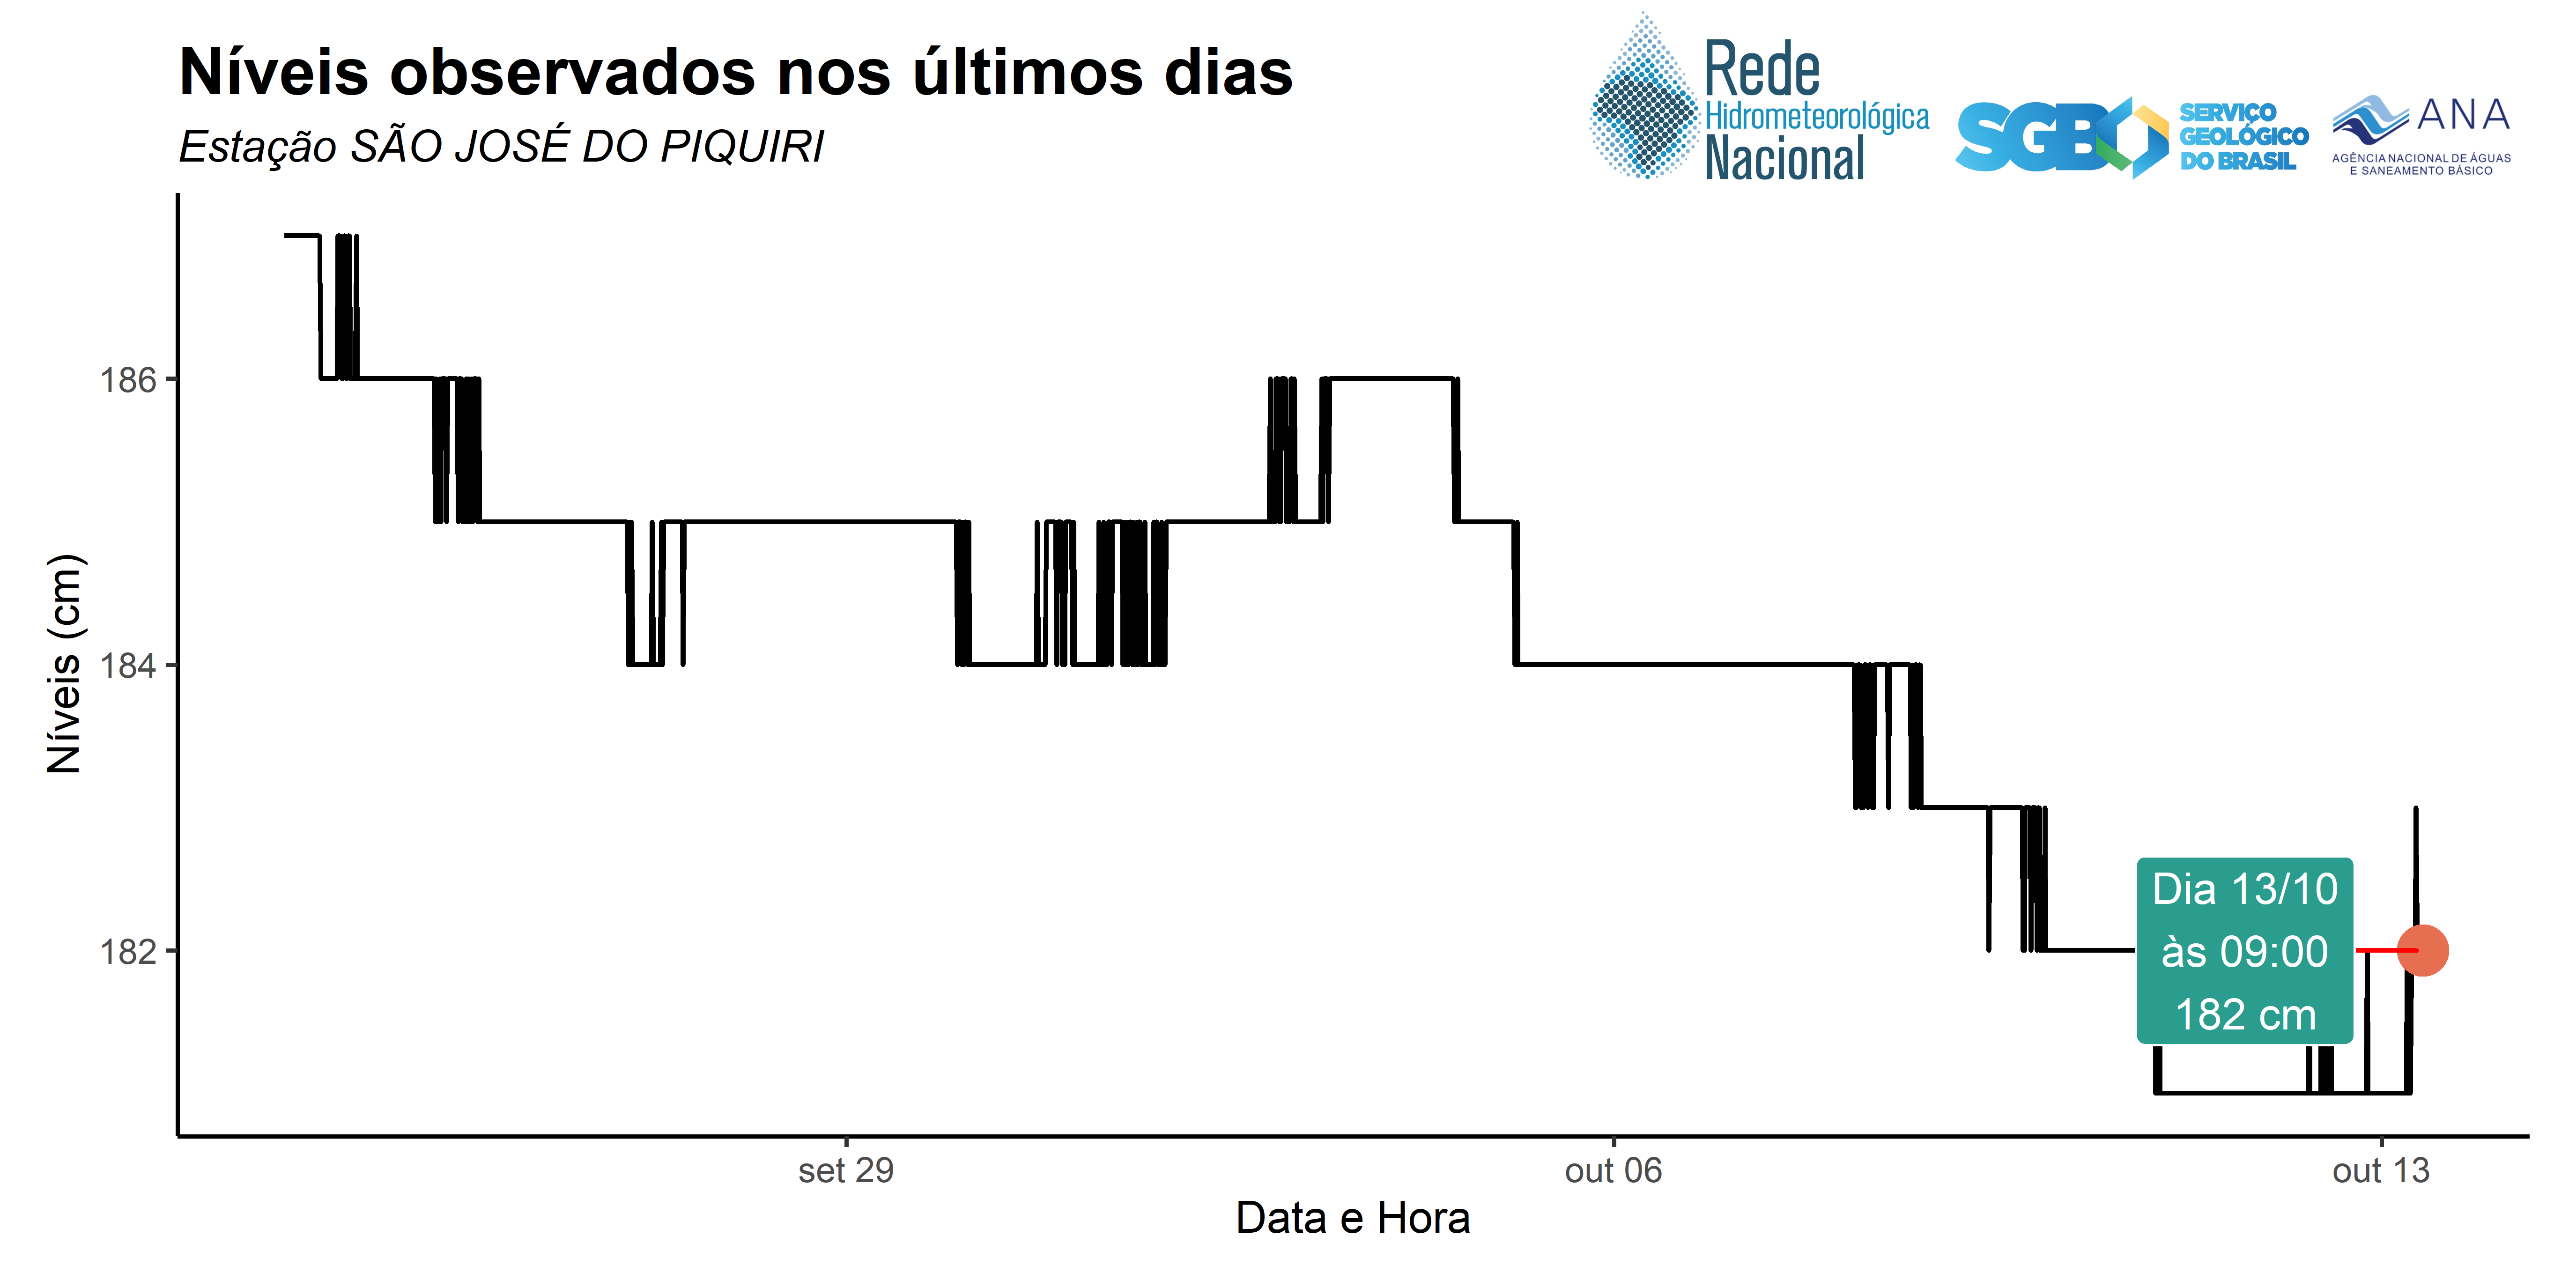 Níveis observados nos últimos dias
Estação SÃO JOSÉ DO PIQUIRI
Rede
Hidrometeorológica
Nacional
SGB
SERVIÇO
GEOLÓGICO
DO BRASIL
ANA
AGÊNCIA NACIONAL DE ÁGUAS
E SANEAMENTO BÁSICO
Níveis (cm)
186
184
182
Dia 13/10
às 09:00
182 cm
set 29
out 06
out 13
Data e Hora